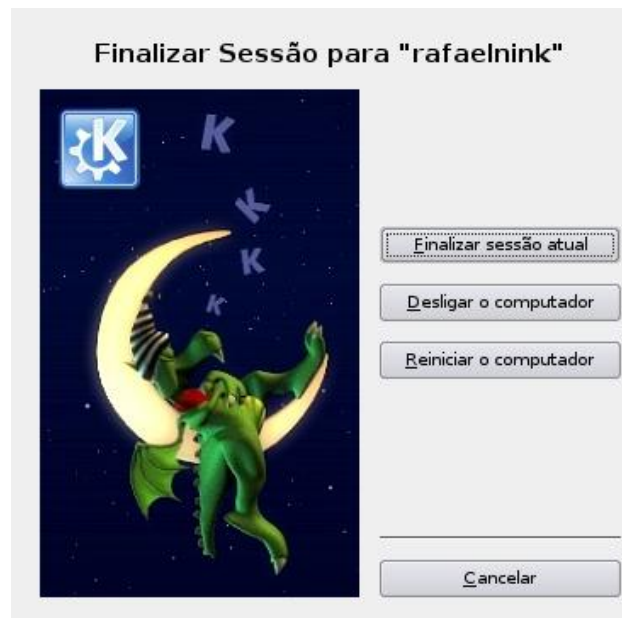 Finalizar Sessão para "rafaelnink"
K
K
K
K
K
Finalizar sessão atual
Desligar o computador
Reiniciar o computador
Cancelar